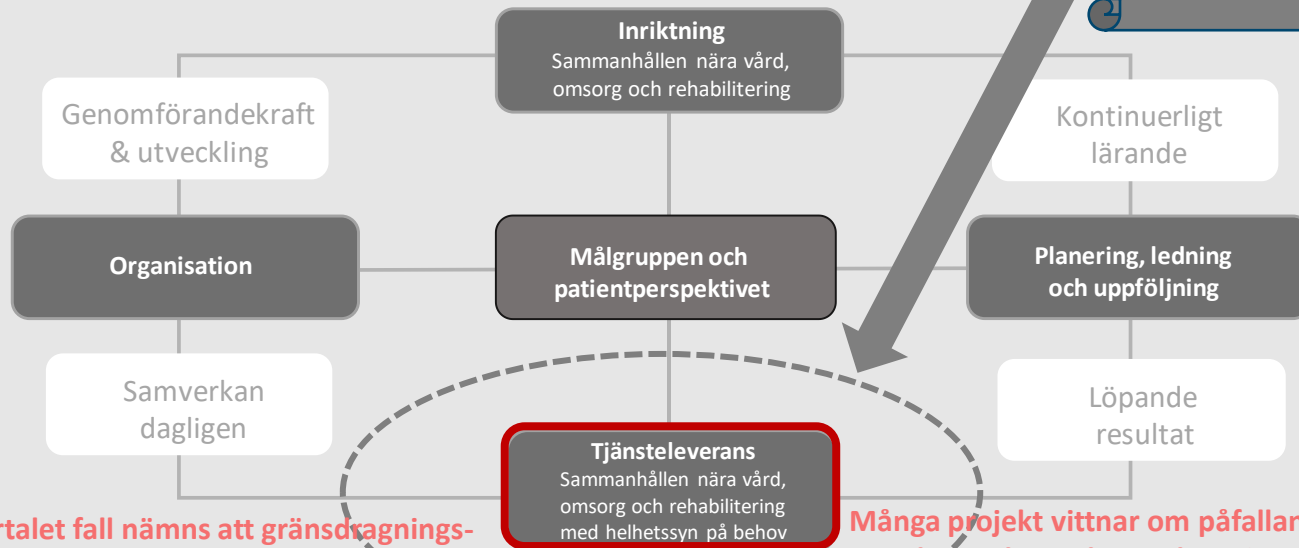 Inriktning
Sammanhållen nära vård,
omsorg och rehabilitering
Genomförandekraft
& utveckling
Kontinuerligt
lärande
Organisation
Målgruppen och
patientperspektivet
Planering, ledning
och uppföljning
Samverkan
dagligen
Löpande
resultat
Tjänsteleverans
Sammanhållen nära vård,
omsorg och rehabilitering
med helhetssyn på behov
fall nämns att gränsdragnings-
Många projekt vittnar om